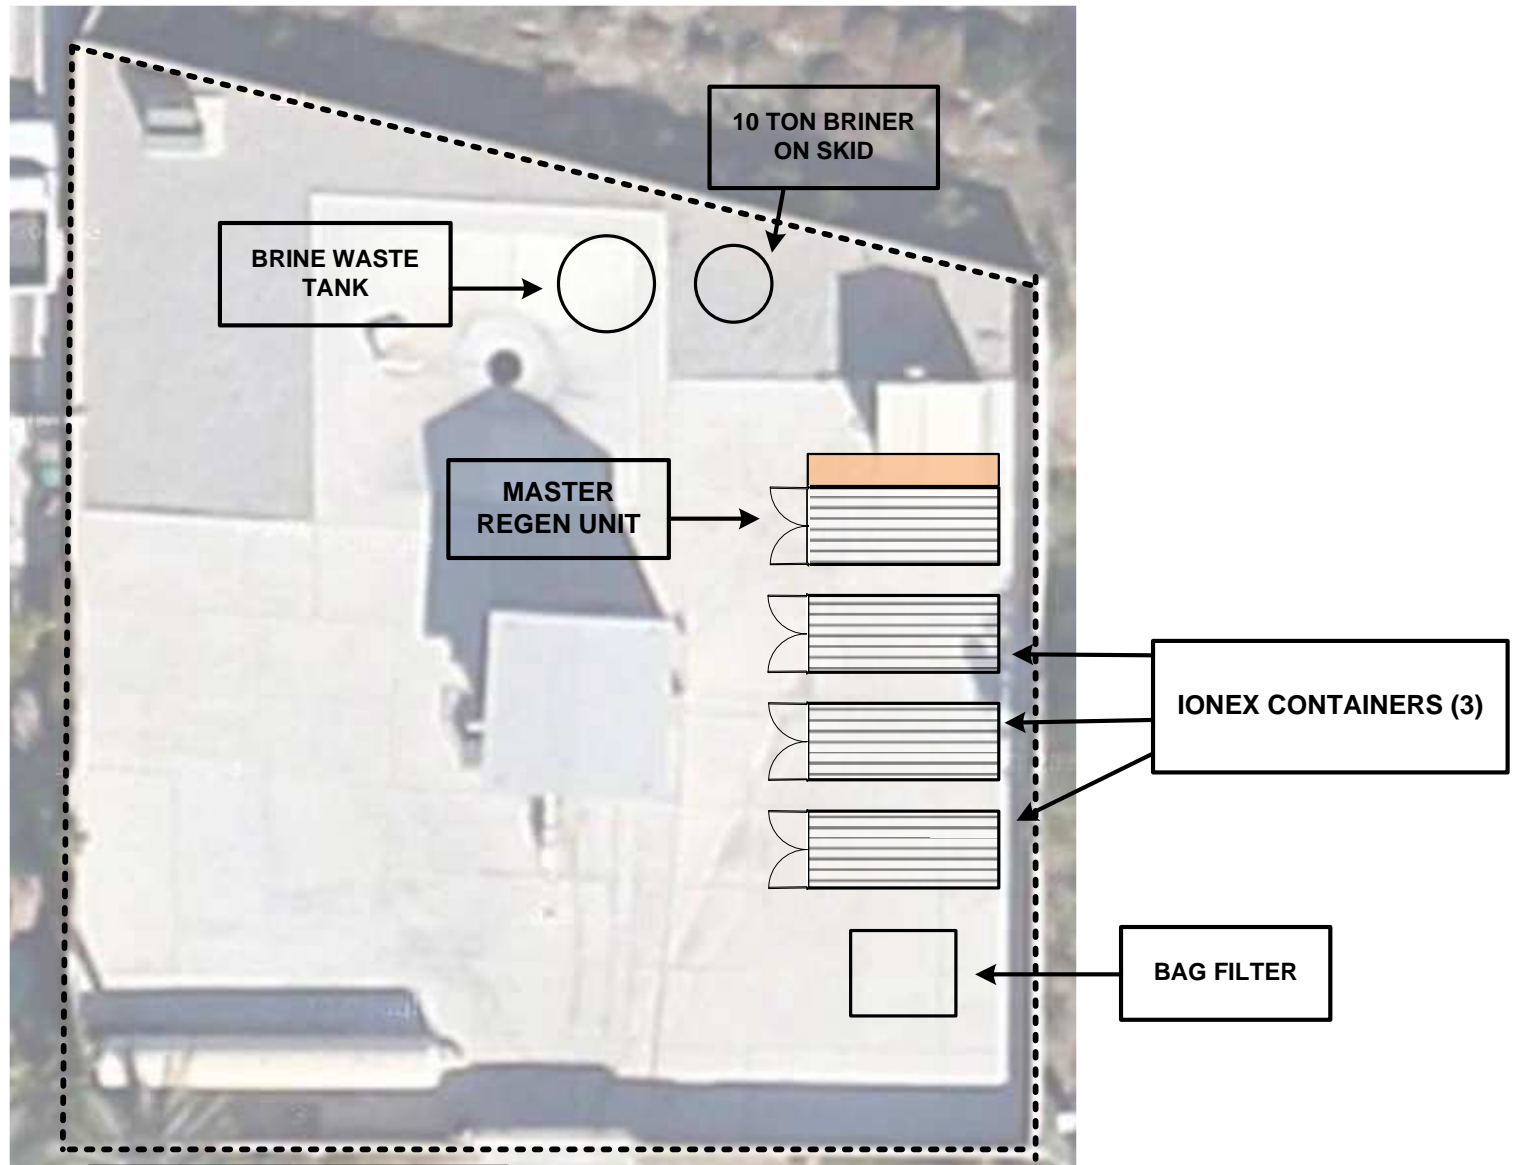 10 TON BRINER
ON SKID
BRINE WASTE
TANK
MASTER
REGEN UNIT
IONEX CONTAINERS (3)
BAG FILTER